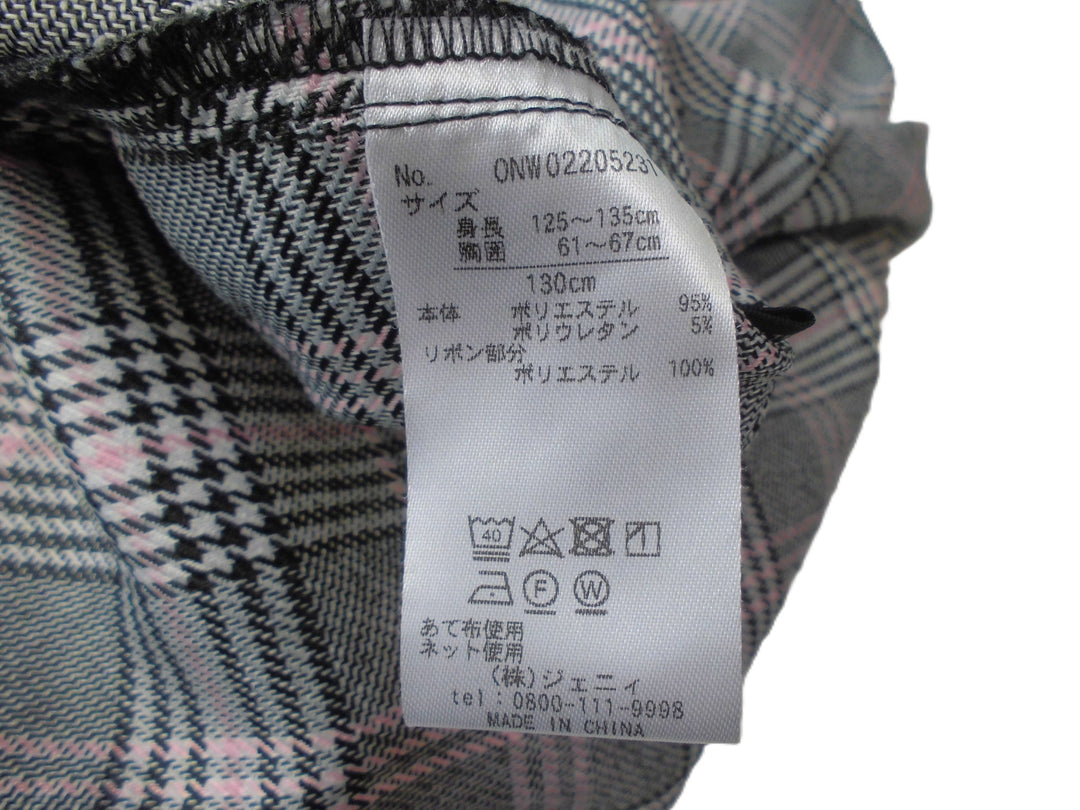 No. ONW02205231
サイズ
身長 125～135cm
胸囲 61～67cm
130cm
本体 ポリエステル 95%
ポリウレタン 5%
リボン部分
ポリエステル 100%
40
F W
あて布使用
ネット使用
(株)ジェニィ
tel：0800-111-9998
MADE IN CHINA